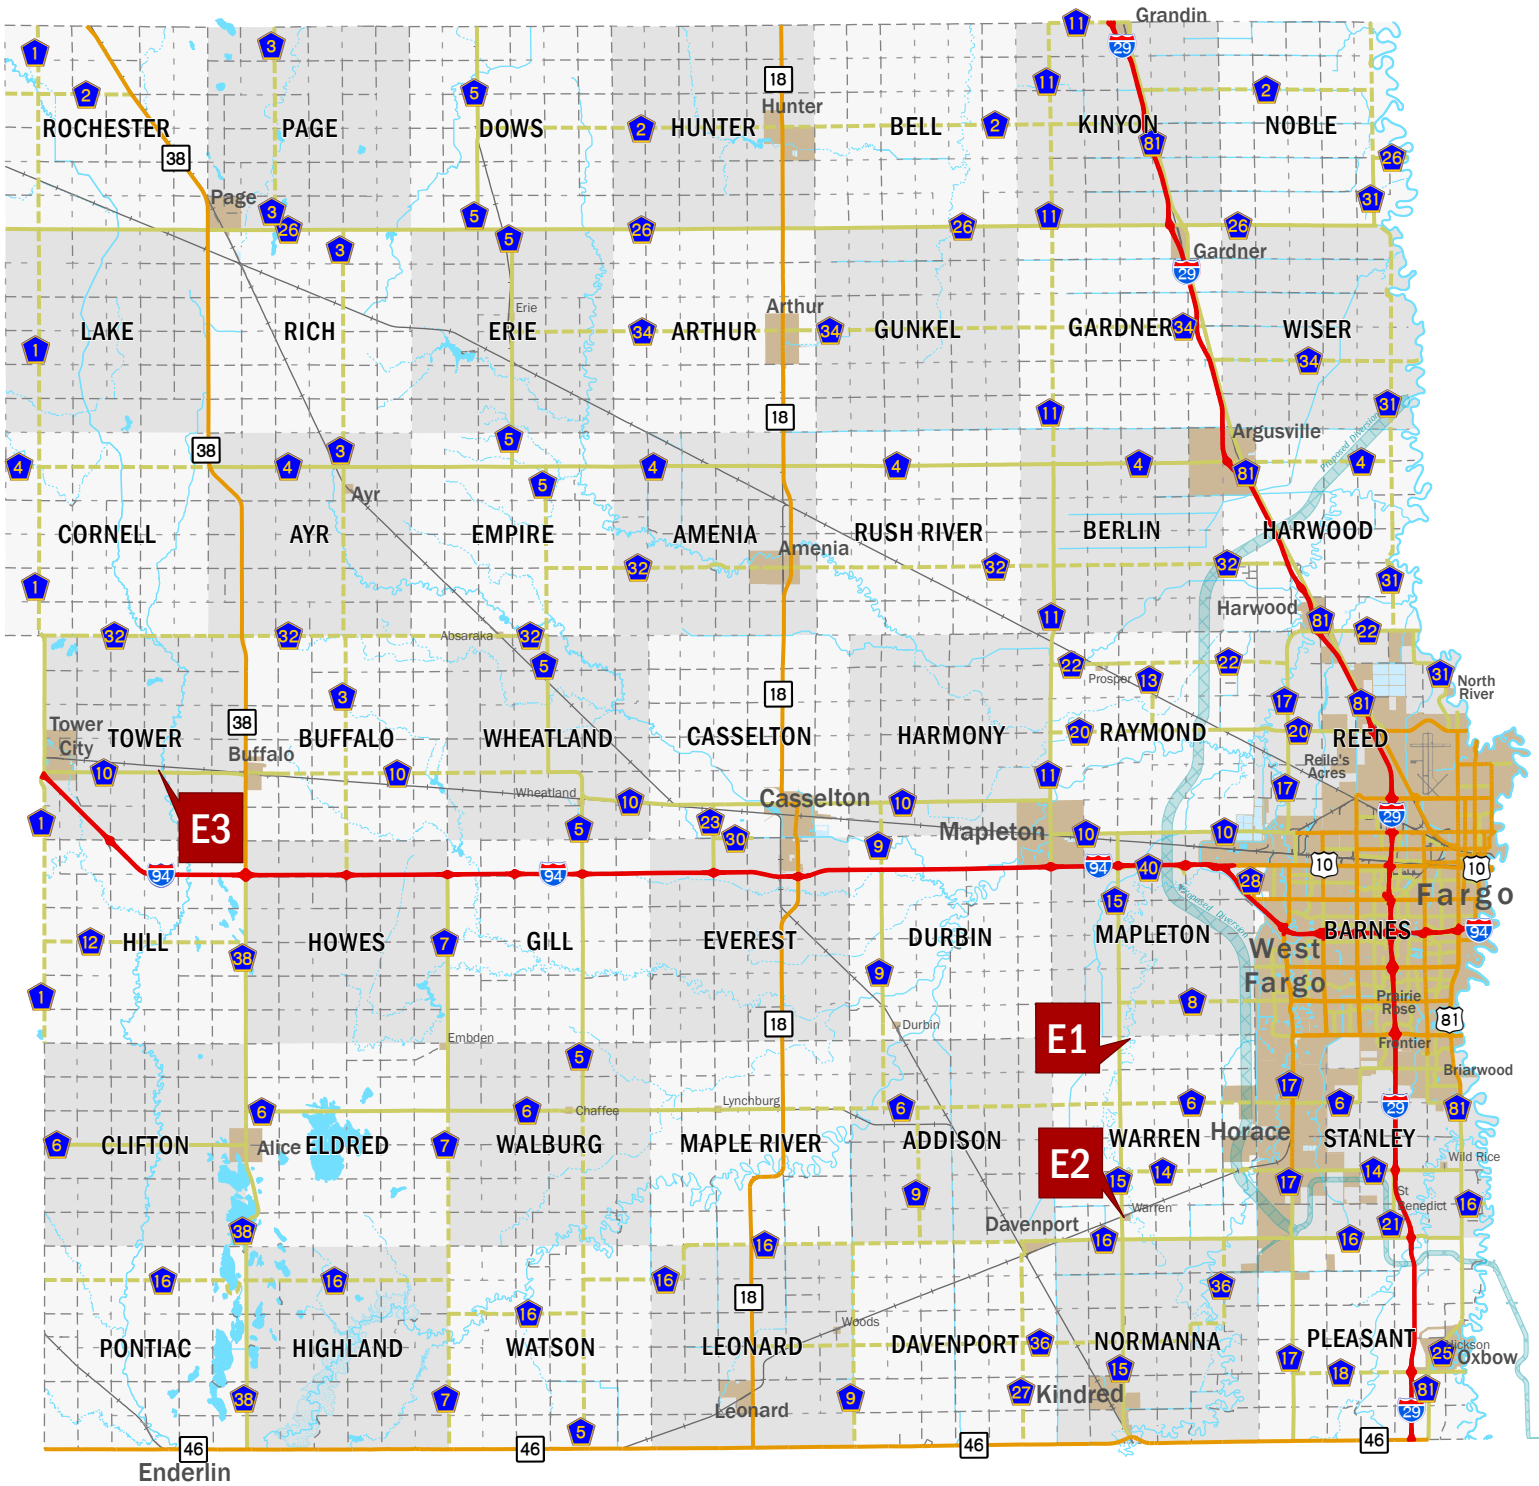 Grandin
11
29
1
3
18
11
2
5
2
Hunter
2
ROCHESTER
PAGE
DOWS
2
HUNTER
BELL
2
KINYON
NOBLE
81
38
26
Page
3
5
11
31
26
5
26
26
26
3
Gardner
29
Erie
Arthur
LAKE
RICH
ERIE
34
ARTHUR
34
GUNKEL
GARDNER
34
WISER
1
34
31
18
11
Argusville
38
3
5
Proposed Diversion
4
4
4
4
4
81
4
Ayr
5
CORNELL
AYR
EMPIRE
AMENIA
RUSH RIVER
BERLIN
HARWOOD
Amenia
32
32
32
1
31
Harwood
11
81
22
32
32
Absaraka
32
5
22
Prosper
13
22
31
North
River
3
18
17
81
Tower
City
38
TOWER
Buffalo
BUFFALO
WHEATLAND
CASSELTON
HARMONY
20
RAYMOND
20
REED
Reile's
Acres
10
10
11
17
Wheatland
10
Casselton
10
E3
1
5
23
30
9
Mapleton
10
10
29
94
94
94
40
28
10
10
Fargo
15
12
HILL
38
HOWES
7
GILL
EVEREST
DURBIN
MAPLETON
Proposed Diversion
West
Fargo
BARNES
94
9
1
8
Prairie
Rose
18
Durbin
81
E1
Embden
5
Frontier
Briarwood
17
6
6
Chaffee
Lynchburg
6
6
6
29
81
6
CLIFTON
Alice
ELDRED
7
WALBURG
MAPLE RIVER
ADDISON
WARREN
Horace
STANLEY
Wild Rice
E2
15
14
17
14
9
St
Benedict
16
38
Warren
Davenport
16
16
21
16
16
16
16
36
18
16
PONTIAC
HIGHLAND
WATSON
LEONARD
Woods
DAVENPORT
36
NORMANNA
PLEASANT
25
Oxbow
15
17
18
38
7
Leonard
9
27
Kindred
81
29
5
46
46
46
46
Enderlin